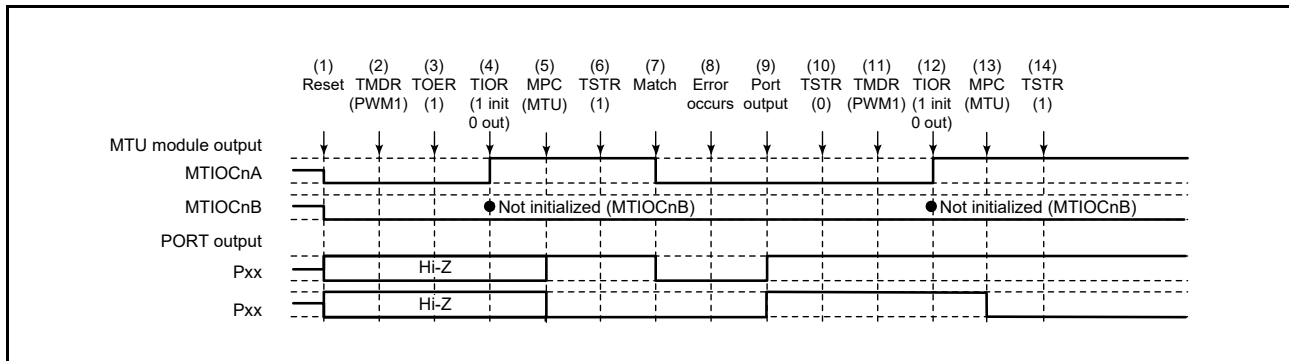 (1) (2) (3) (4) (5) (6) (7) (8) (9) (10) (11) (12) (13) (14)
Reset TMDR TOER TIOR MPC TSTR Match Error Port TSTR TMDR TIOR MPC TSTR
(PWM1) (1) (1 init (MTU) (1) occurs output (0) (PWM1) (1 init (MTU) (1)
0 out) 0 out)
MTU module output
MTIOCnA
MTIOCnB Not initialized (MTIOCnB) Not initialized (MTIOCnB)
PORT output
Pxx Hi-Z
Pxx Hi-Z